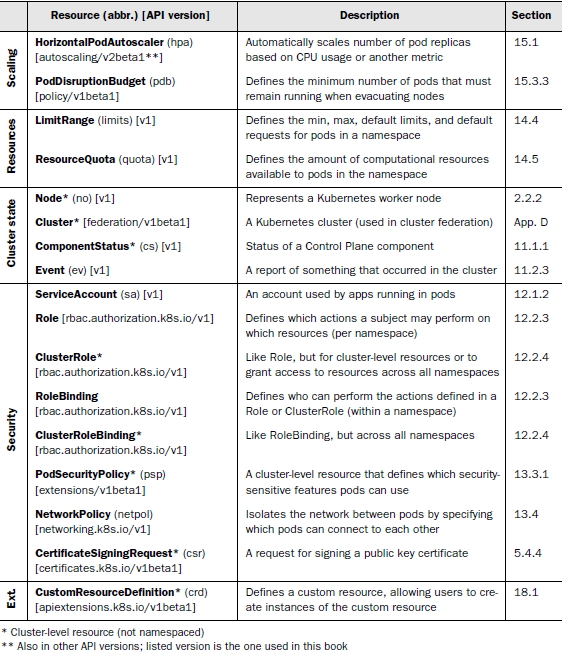 Resource (abbr.) [API version] Description Section
Scaling
HorizontalPodAutoscaler (hpa) Automatically scales number of pod replicas 15.1
[autoscaling/v2beta1**] based on CPU usage or another metric
PodDisruptionBudget (pdb) Defines the minimum number of pods that must 15.3.3
[policy/v1beta1] remain running when evacuating nodes
Resources
LimitRange (limits) [v1] Defines the min, max, default limits, and default 14.4
requests for pods in a namespace
ResourceQuota (quota) [v1] Defines the amount of computational resources 14.5
available to pods in the namespace
Cluster state
Node* (no) [v1] Represents a Kubernetes worker node 2.2.2
Cluster* [federation/v1beta1] A Kubernetes cluster (used in cluster federation) App. D
ComponentStatus* (cs) [v1] Status of a Control Plane component 11.1.1
Event (ev) [v1] A report of something that occurred in the cluster 11.2.3
Security
ServiceAccount (sa) [v1] An account used by apps running in pods 12.1.2
Role [rbac.authorization.k8s.io/v1] Defines which actions a subject may perform on 12.2.3
which resources (per namespace)
ClusterRole* Like Role, but for cluster-level resources or to 12.2.4
[rbac.authorization.k8s.io/v1] grant access to resources across all namespaces
RoleBinding Defines who can perform the actions defined in a 12.2.3
[rbac.authorization.k8s.io/v1] Role or ClusterRole (within a namespace)
ClusterRoleBinding* Like RoleBinding, but across all namespaces 12.2.4
[rbac.authorization.k8s.io/v1]
PodSecurityPolicy* (psp) A cluster-level resource that defines which security- 13.3.1
[extensions/v1beta1] sensitive features pods can use
NetworkPolicy (netpol) Isolates the network between pods by specifying 13.4
[networking.k8s.io/v1] which pods can connect to each other
CertificateSigningRequest* (csr) A request for signing a public key certificate 5.4.4
[certificates.k8s.io/v1beta1]
Ext.
CustomResourceDefinition* (crd) Defines a custom resource, allowing users to cre- 18.1
[apiextensions.k8s.io/v1beta1] ate instances of the custom resource
* Cluster-level resource (not namespaced)
** Also in other API versions; listed version is the one used in this book